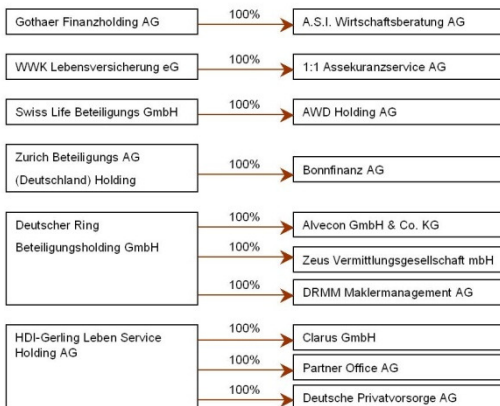 Gothaer Finanzholding AG
100%
A.S.I. Wirtschaftsberatung AG
WWK Lebensversicherung eG
100%
1:1 Assekuranzservice AG
Swiss Life Beteiligungs GmbH
100%
AWD Holding AG
Zurich Beteiligungs AG
(Deutschland) Holding
100%
Bonnfinanz AG
Deutscher Ring
Beteiligungsholding GmbH
100%
Alvecon GmbH & Co. KG
100%
Zeus Vermittlungsgesellschaft mbH
100%
DRMM Maklermanagement AG
HDI-Gerling Leben Service
Holding AG
100%
Clarus GmbH
100%
Partner Office AG
100%
Deutsche Privatvorsorge AG